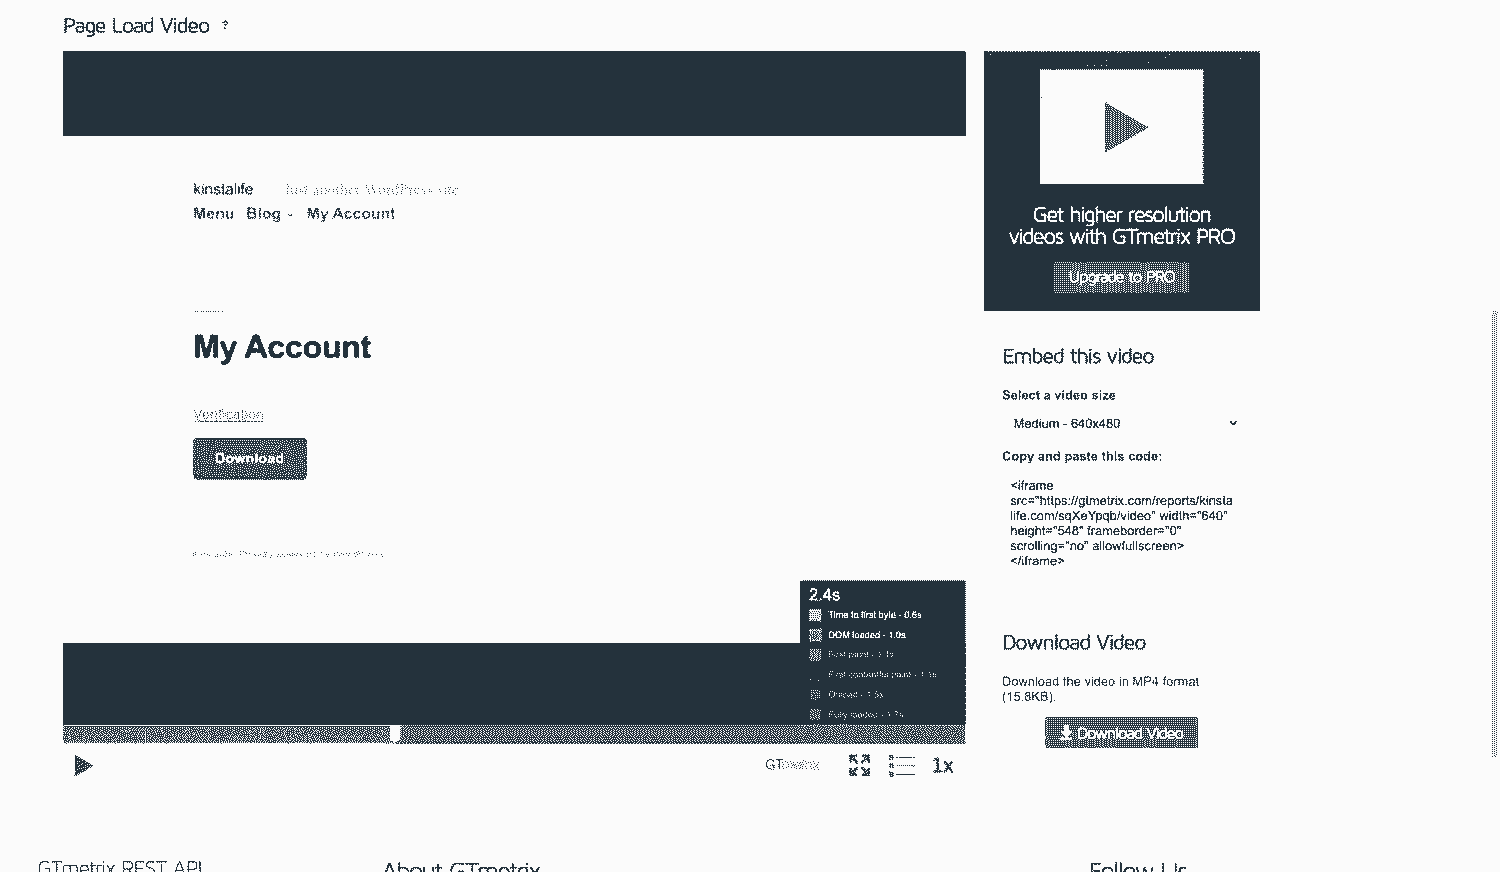 Page Load Video ?
kinstalife Just another WordPress site
Menu Blog My Account
My Account
Verification
Download
2.4s
Time to first byte - 0.6s
DOM loaded - 1.0s
First paint - 1.1s
First contentful paint - 1.1s
Onload - 1.5s
Fully loaded - 1.7s
GTmetrix
1x
Get higher resolution
videos with GTmetrix PRO
Upgrade to PRO
Embed this video
Select a video size
Medium - 640x480
Copy and paste this code:
<iframe
src="https://gtmetrix.com/reports/kinsta
life.com/sqXeYpqb/video" width="640"
height="548" frameborder="0"
scrolling="no" allowfullscreen>
</iframe>
Download Video
Download the video in MP4 format
(15.8KB).
Download Video
GTmetrix REST API
About GTmetrix
Follow Us